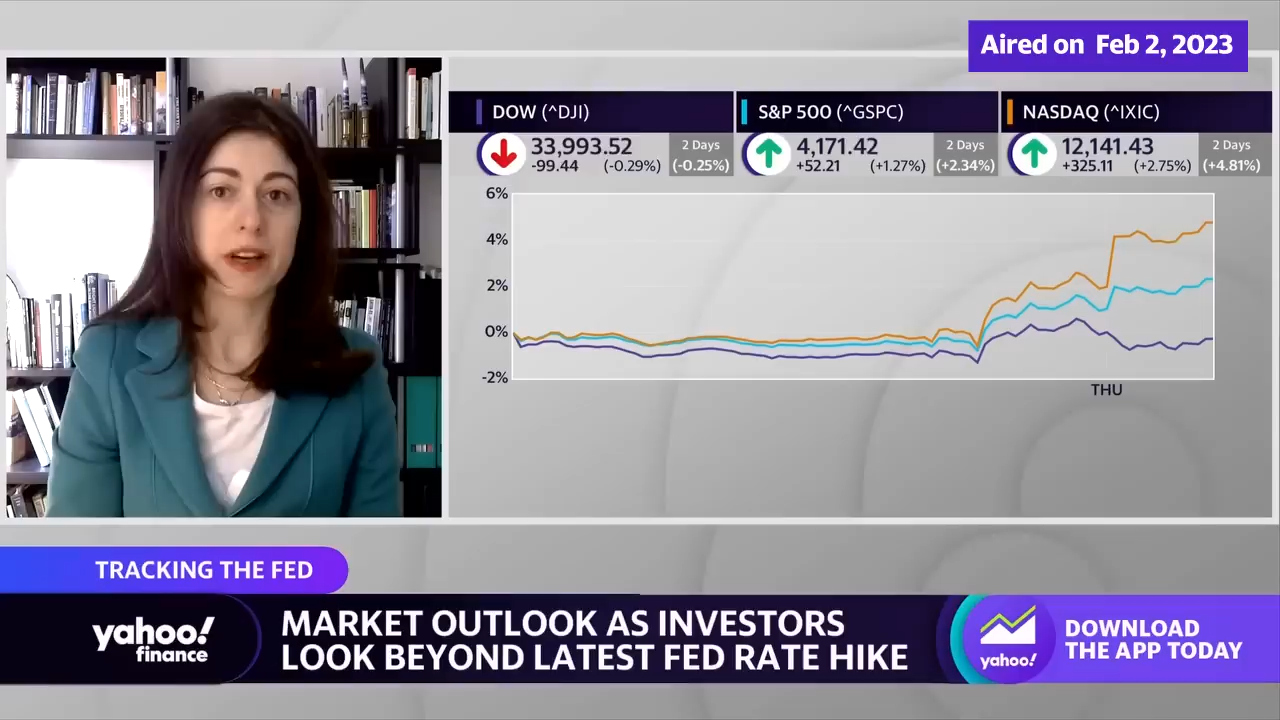 Aired on Feb 2, 2023
DOW (^DJI)
33,993.52
-99.44 (-0.29%)
2 Days
(-0.25%)
S&P 500 (^GSPC)
4,171.42
+52.21 (+1.27%)
2 Days
(+2.34%)
NASDAQ (^IXIC)
12,141.43
+325.11 (+2.75%)
2 Days
(+4.81%)
6%
4%
2%
0%
-2%
THU
TRACKING THE FED
yahoo!
finance
MARKET OUTLOOK AS INVESTORS
LOOK BEYOND LATEST FED RATE HIKE
yahoo!
DOWNLOAD
THE APP TODAY